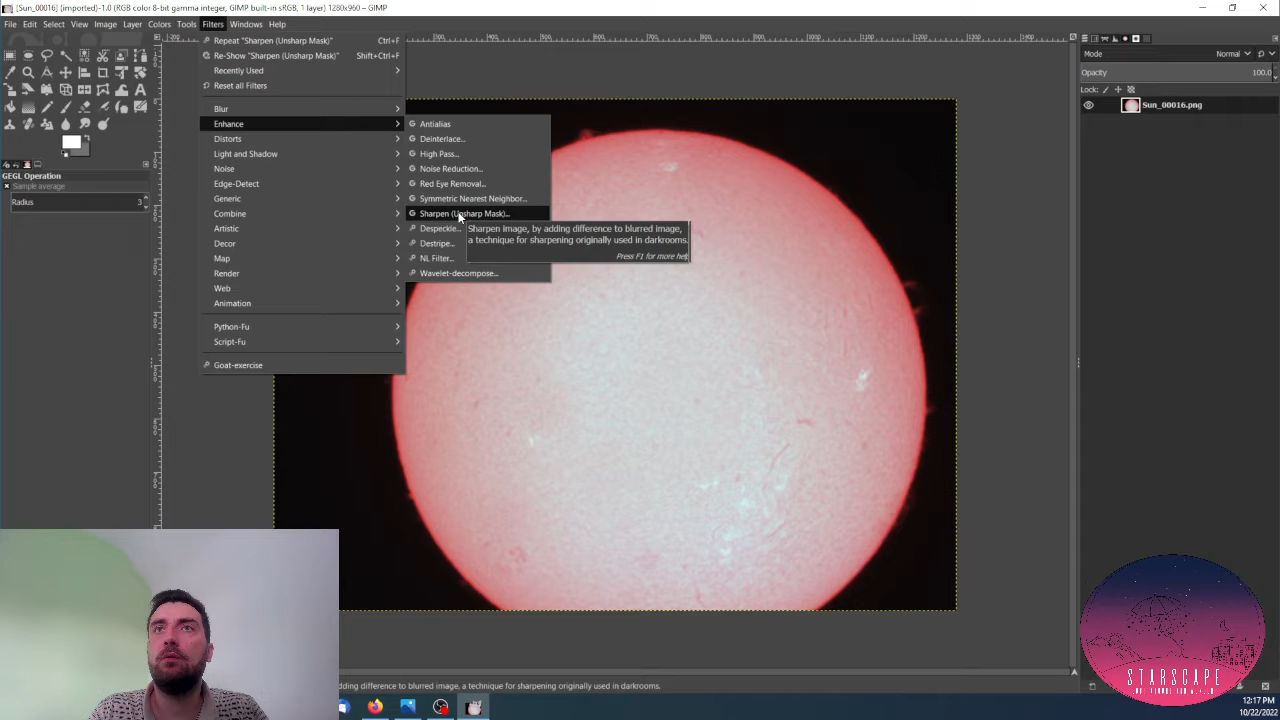 [Sun_00016] (imported)-1.0 (RGB color 8-bit gamma integer, GIMP built-in sRGB, 1 layer) 1280x960 – GIMP
File Edit Select View Image Layer Colors Tools Filters Windows Help
Repeat "Sharpen (Unsharp Mask)" Ctrl+F
Re-Show "Sharpen (Unsharp Mask)" Shift+Ctrl+F
Recently Used
Reset all Filters
Blur
Enhance
Distorts
Light and Shadow
Noise
Edge-Detect
Generic
Combine
Artistic
Decor
Map
Render
Web
Animation
Python-Fu
Script-Fu
Goat-exercise
Antialias
Deinterlace...
High Pass...
Noise Reduction...
Red Eye Removal...
Symmetric Nearest Neighbor...
Sharpen (Unsharp Mask)...
Despeckle...
Destripe...
NL Filter...
Wavelet-decompose...
Sharpen image, by adding difference to blurred image,
a technique for sharpening originally used in darkrooms.
Press F1 for more hel
GEGL Operation
Sample average
Radius 3
Mode Normal
Opacity 100.0
Lock:
Sun_00016.png
dding difference to blurred image, a technique for sharpening originally used in darkrooms.
STARSCAPE
12:17 PM
10/22/2022